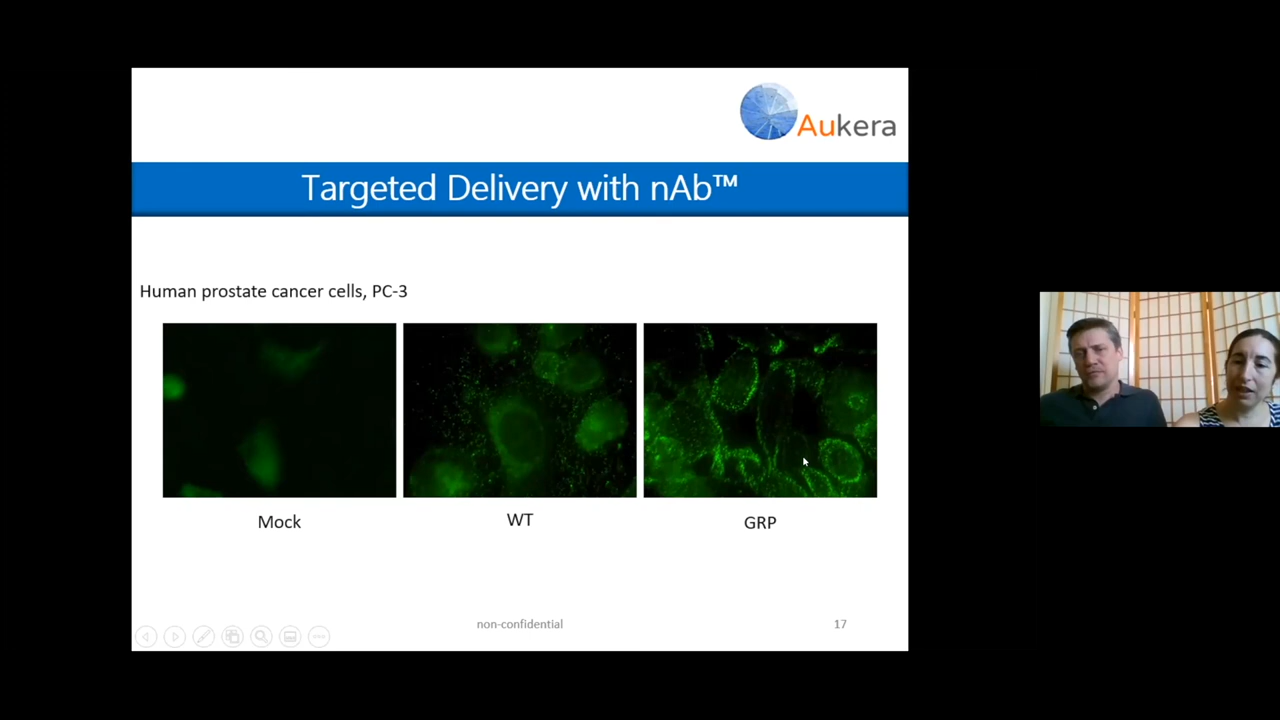 Aukera
Targeted Delivery with nAb™
Human prostate cancer cells, PC-3
Mock
WT
GRP
non-confidential
17